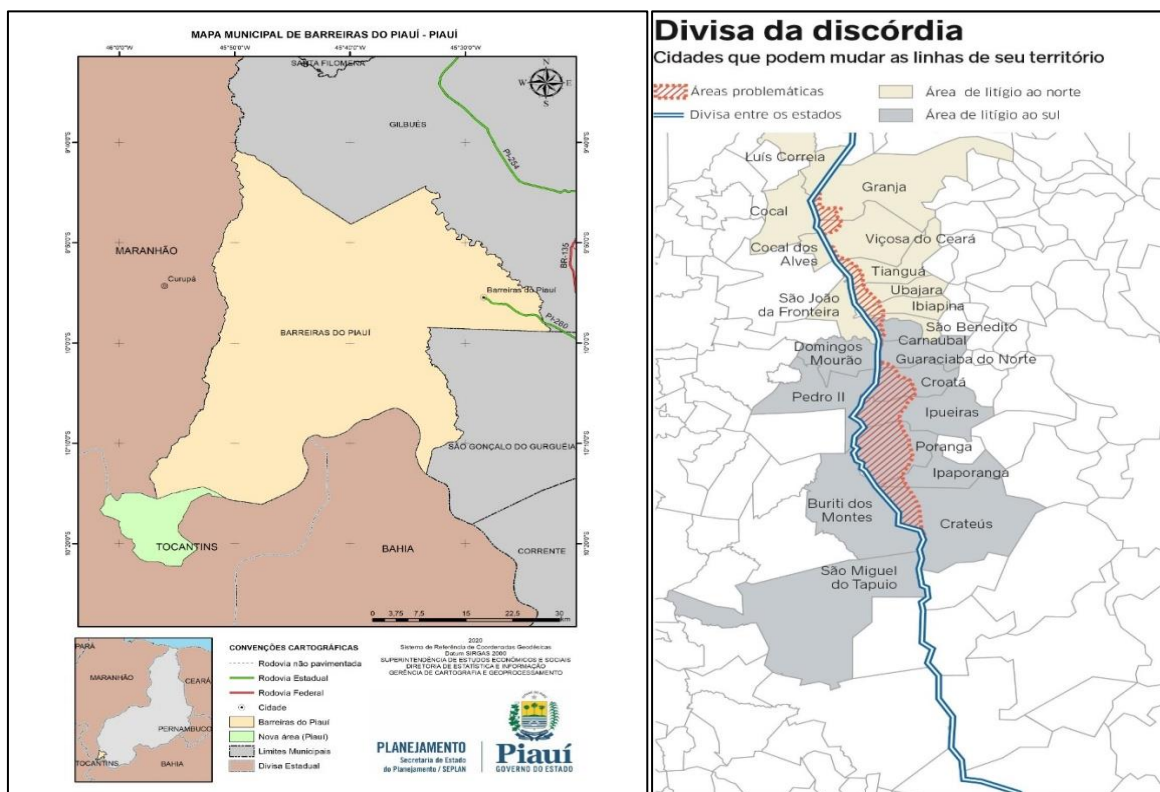 MAPA MUNICIPAL DE BARREIRAS DO PIAUÍ - PIAUÍ
46°0'0"W
45°50'0"W
45°40'0"W
45°30'0"W
SANTA FILOMENA
N
W
E
S
GILBUÉS
PI-254
BR-135
MARANHÃO
Curupá
Barreiras do Piauí
PI-260
BARREIRAS DO PIAUÍ
SÃO GONÇALO DO GURGUÉIA
TOCANTINS
BAHIA
CORRENTE
0 3,75 7,5 15 22,5 30
km
PARÁ
MARANHÃO
CEARÁ
PERNAMBUCO
TOCANTINS
BAHIA
CONVENÇÕES CARTOGRÁFICAS
Rodovia não pavimentada
Rodovia Estadual
Rodovia Federal
Cidade
Barreiras do Piauí
Nova área (Piauí)
Limites Municipais
Divisa Estadual
2020
Sistema de Referência de Coordenadas Geodésicas
Datum SIRGAS 2000
SUPERINTENDÊNCIA DE ESTUDOS ECONÔMICOS E SOCIAIS
DIRETORIA DE ESTATÍSTICA E INFORMAÇÃO
GERÊNCIA DE CARTOGRAFIA E GEOPROCESSAMENTO
PLANEJAMENTO
Secretaria de Estado
do Planejamento / SEPLAN
Piauí
GOVERNO DO ESTADO
Divisa da discórdia
Cidades que podem mudar as linhas de seu território
Áreas problemáticas
Área de litígio ao norte
Divisa entre os estados
Área de litígio ao sul
Luís Correia
Granja
Cocal
Viçosa do Ceará
Cocal dos
Alves
Tianguá
Ubajara
São João
da Fronteira
Ibiapina
São Benedito
Domingos
Mourão
Carnaubal
Guaraciaba do Norte
Croatá
Pedro II
Ipueiras
Poranga
Ipaporanga
Buriti dos
Montes
Crateús
São Miguel
do Tapuio